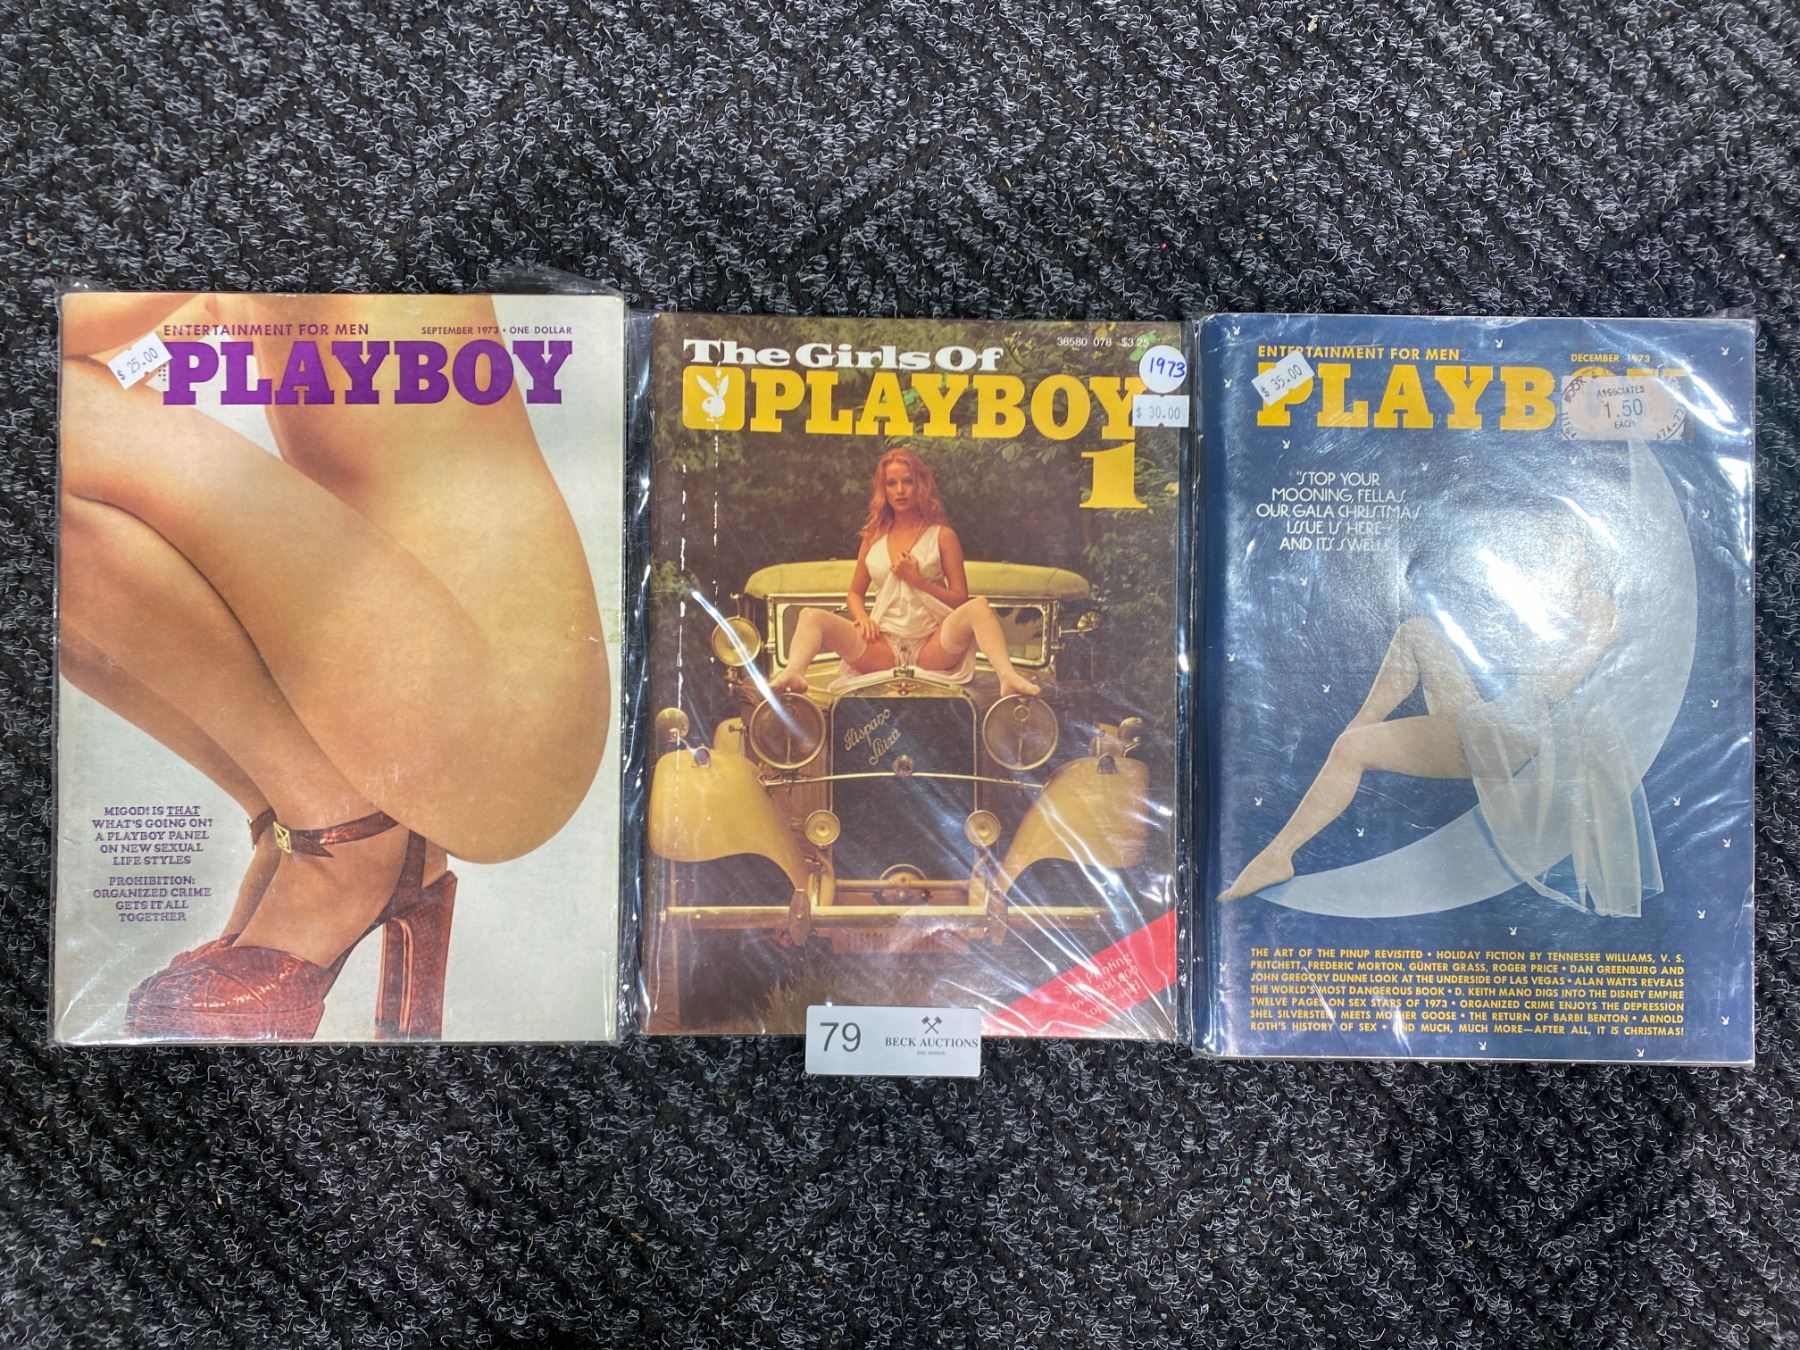 ENTERTAINMENT FOR MEN
SEPTEMBER 1973 • ONE DOLLAR
PLAYBOY
$ 25.00
MIGOD! IS THAT
WHAT'S GOING ON?
A PLAYBOY PANEL
ON NEW SEXUAL
LIFE STYLES
PROHIBITION:
ORGANIZED CRIME
GETS IT ALL
TOGETHER
The Girls Of
38580 078 $3.25
1973
PLAYBOY
$ 30.00
1
Hispano
Suiza
3rd Printing
over 500,000
copies sold
79
BECK AUCTIONS
ENTERTAINMENT FOR MEN
DECEMBER 1973
$ 35.00
PLAYB
ASSOCIATES
1.50
EACH
"STOP YOUR
MOONING, FELLAS.
OUR GALA CHRISTMAS
ISSUE IS HERE—
AND IT'S SWELL"
THE ART OF THE PINUP REVISITED • HOLIDAY FICTION BY TENNESSEE WILLIAMS, V. S.
PRITCHETT, FREDERIC MORTON, GÜNTER GRASS, ROGER PRICE • DAN GREENBURG AND
JOHN GREGORY DUNNE LOOK AT THE UNDERSIDE OF LAS VEGAS • ALAN WATTS REVEALS
THE WORLD'S MOST DANGEROUS BOOK • D. KEITH MANO DIGS INTO THE DISNEY EMPIRE
TWELVE PAGES ON SEX STARS OF 1973 • ORGANIZED CRIME ENJOYS THE DEPRESSION
SHEL SILVERSTEIN MEETS MOTHER GOOSE • THE RETURN OF BARBI BENTON • ARNOLD
ROTH'S HISTORY OF SEX • AND MUCH, MUCH MORE—AFTER ALL, IT IS CHRISTMAS!